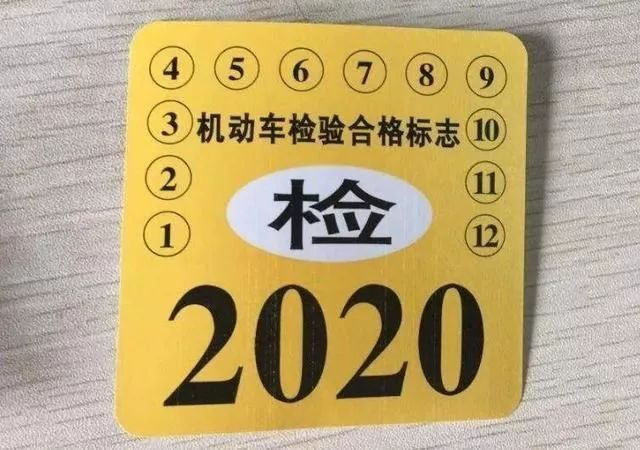 ④ ⑤ ⑥ ⑦ ⑧ ⑨
③ 机动车检验合格标志 ⑩
② ⑪
检
① ⑫
2020